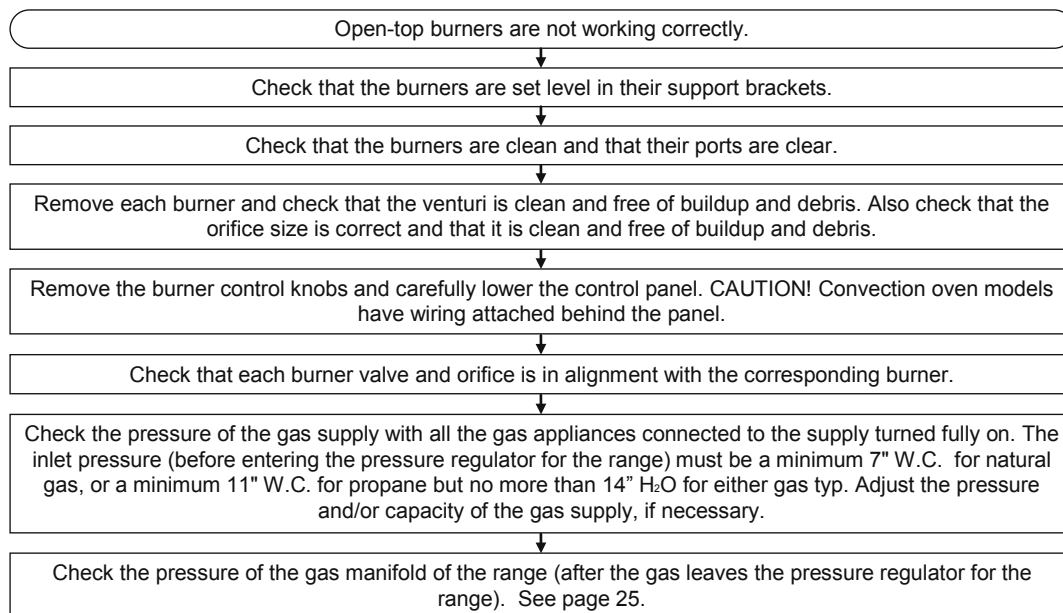 Open-top burners are not working correctly.
Check that the burners are set level in their support brackets.
Check that the burners are clean and that their ports are clear.
Remove each burner and check that the venturi is clean and free of buildup and debris. Also check that the
orifice size is correct and that it is clean and free of buildup and debris.
Remove the burner control knobs and carefully lower the control panel. CAUTION! Convection oven models
have wiring attached behind the panel.
Check that each burner valve and orifice is in alignment with the corresponding burner.
Check the pressure of the gas supply with all the gas appliances connected to the supply turned fully on. The
inlet pressure (before entering the pressure regulator for the range) must be a minimum 7" W.C. for natural
gas, or a minimum 11" W.C. for propane but no more than 14” H₂O for either gas typ. Adjust the pressure
and/or capacity of the gas supply, if necessary.
Check the pressure of the gas manifold of the range (after the gas leaves the pressure regulator for the
range). See page 25.